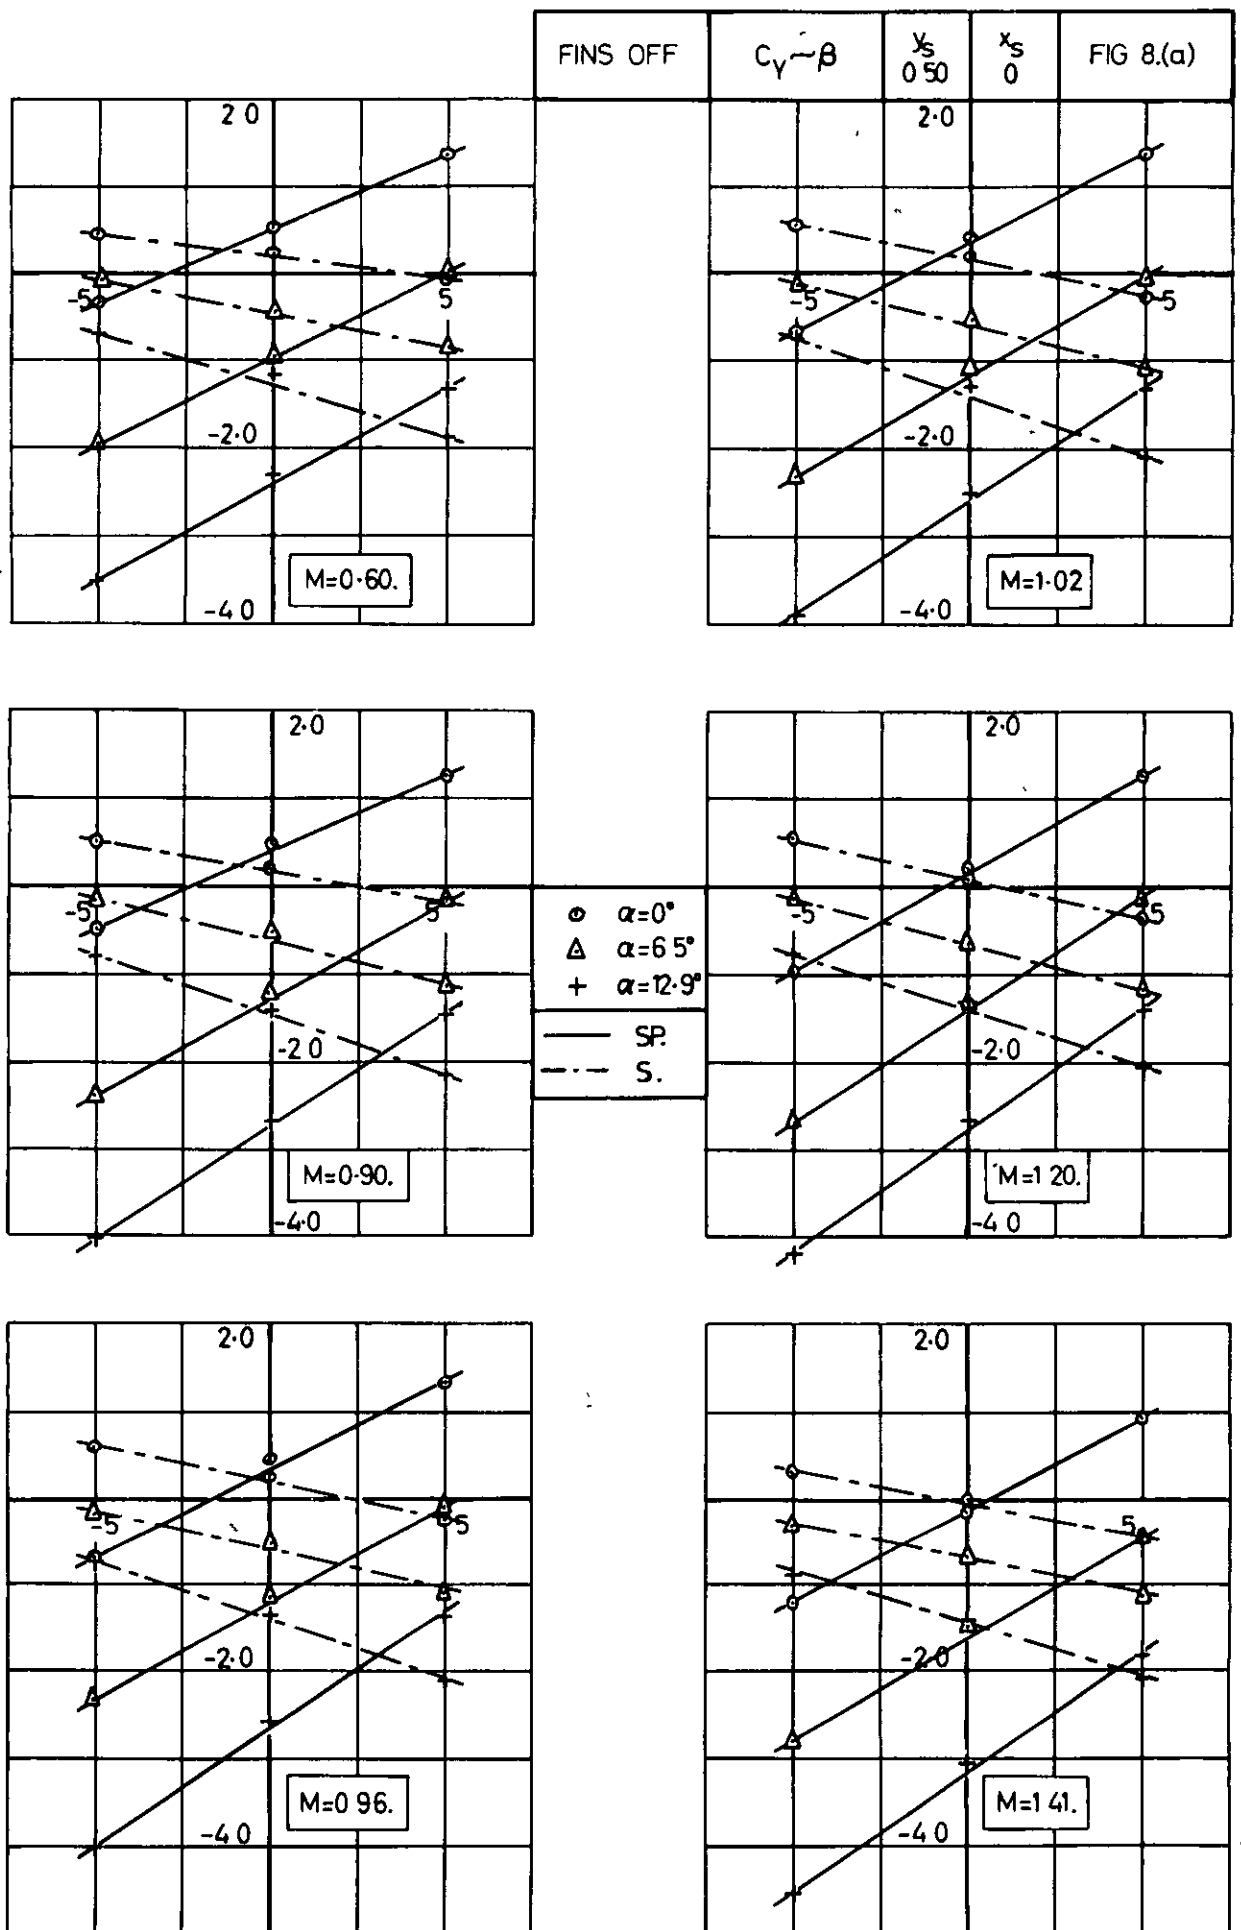 FINS OFF
C_Y ~ β
y_S
0 50
x_S
0
FIG 8.(a)
2 0
-5
5
-2·0
-4 0
M=0·60.
2·0
-5
5
-2·0
-4·0
M=1·02
2·0
-5
5
-2 0
-4·0
M=0·90.
⊙ α=0°
△ α=6 5°
+ α=12·9°
—— SP.
—·— S.
2·0
-5
5
-2·0
-4 0
M=1 20.
2·0
-5
5
-2·0
-4 0
M=0 96.
2·0
5
-2·0
-4 0
M=1 41.